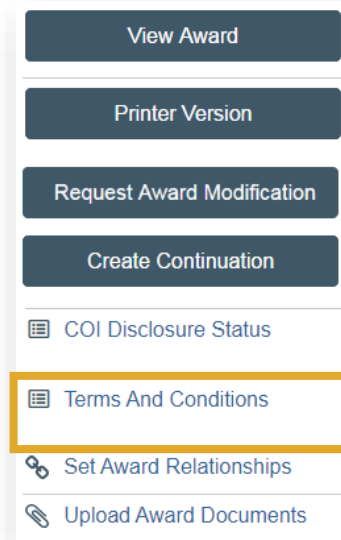 View Award
Printer Version
Request Award Modification
Create Continuation
COI Disclosure Status
Terms And Conditions
Set Award Relationships
Upload Award Documents